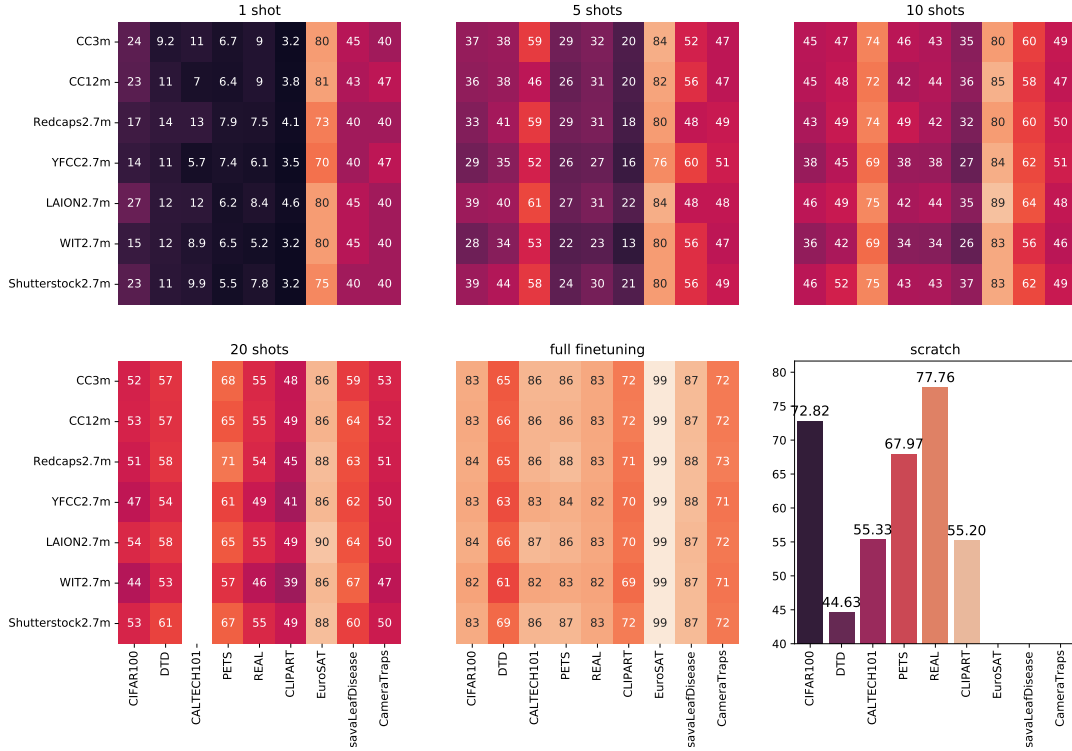 1 shot
5 shots
10 shots
CC3m 24 9.2 11 6.7 9 3.2 80 45 40
37 38 59 29 32 20 84 52 47
45 47 74 46 43 35 80 60 49
CC12m 23 11 7 6.4 9 3.8 81 43 47
36 38 46 26 31 20 82 56 47
45 48 72 42 44 36 85 58 47
Redcaps2.7m 17 14 13 7.9 7.5 4.1 73 40 40
33 41 59 29 31 18 80 48 49
43 49 74 49 42 32 80 60 50
YFCC2.7m 14 11 5.7 7.4 6.1 3.5 70 40 47
29 35 52 26 27 16 76 60 51
38 45 69 38 38 27 84 62 51
LAION2.7m 27 12 12 6.2 8.4 4.6 80 45 40
39 40 61 27 31 22 84 48 48
46 49 75 42 44 35 89 64 48
WIT2.7m 15 12 8.9 6.5 5.2 3.2 80 45 40
28 34 53 22 23 13 80 56 47
36 42 69 34 34 26 83 56 46
Shutterstock2.7m 23 11 9.9 5.5 7.8 3.7 75 40 40
39 44 58 24 30 21 80 56 49
46 52 75 43 43 37 83 62 49
20 shots
full finetuning
scratch
CC3m 52 57 68 55 48 86 59 53
83 65 86 86 83 72 99 87 72
CC12m 53 57 65 55 49 86 64 52
83 66 86 86 83 72 99 87 72
Redcaps2.7m 51 58 71 54 45 88 63 51
84 65 86 88 83 71 99 88 73
YFCC2.7m 47 54 61 49 41 86 62 50
83 63 83 84 82 70 99 88 71
LAION2.7m 54 58 65 55 49 90 64 50
84 66 87 86 83 70 99 87 72
WIT2.7m 44 53 57 46 39 86 67 47
82 61 82 83 82 69 99 87 71
Shutterstock2.7m 53 61 67 55 49 88 60 50
84 69 86 87 83 72 99 87 72
CIFAR100
DTD
CALTECH101
PETS
REAL
CLIPART
EuroSAT
savaLeafDisease
CameraTraps
CIFAR100
DTD
CALTECH101
PETS
REAL
CLIPART
EuroSAT
savaLeafDisease
CameraTraps
80
75
70
65
60
55
50
45
40
72.82
44.63
55.33
67.97
77.76
55.20
CIFAR100
DTD
CALTECH101
PETS
REAL
CLIPART
EuroSAT
savaLeafDisease
CameraTraps